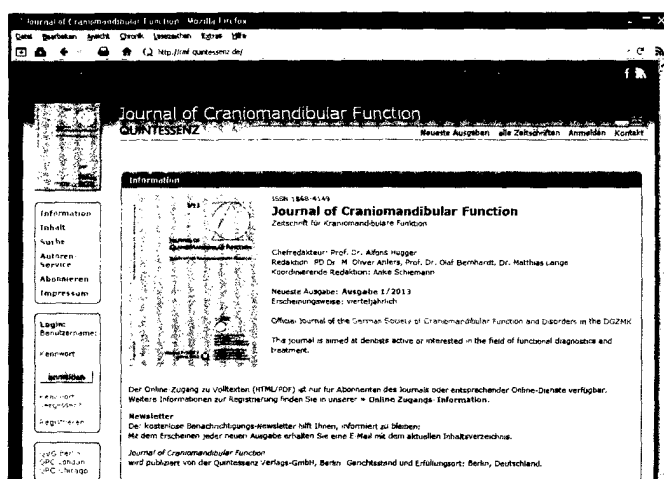 Journal of Craniomandibular Function - Mozilla Firefox
Datei Bearbeiten Ansicht Chronik Lesezeichen Extras Hilfe
http://cmf.quintessenz.de/
Journal of Craniomandibular Function
QUINTESSENZ
Neueste Ausgaben alle Zeitschriften Anmelden Kontakt
Information
Information
Inhalt
Suche
Autoren-
Service
Abonnieren
Impressum
Login:
Benutzername:
Kennwort
anmelden
Kennwort
vergessen?
Registrieren
QVG Berlin
QPC London
QPC Chicago
1/13
ISSN 1868-4149
Journal of Craniomandibular Function
Zeitschrift für Kraniomandibuläre Funktion
Chefredakteur: Prof. Dr. Alfons Hugger
Redaktion PD Dr. M. Oliver Ahlers, Prof. Dr. Olaf Bernhardt, Dr. Matthias Lange
Koordinierende Redaktion: Anke Schiemann
Neueste Ausgabe: Ausgabe 1/2013
Erscheinungsweise: vierteljährlich
Official journal of the German Society of Craniomandibular Function and Disorders in the DGZMK
This journal is aimed at dentists active or interested in the field of functional diagnostics and
treatment.
Der Online Zugang zu Volltexten (HTML/PDF) ist nur für Abonnenten des Journals oder entsprechender Online-Dienste verfügbar.
Weitere Informationen zur Registrierung finden Sie in unserer » Online Zugangs-Information.
Newsletter
Der kostenlose Benachrichtigungs-Newsletter hilft Ihnen, informiert zu bleiben:
Mit dem Erscheinen jeder neuen Ausgabe erhalten Sie eine E-Mail mit dem aktuellen Inhaltsverzeichnis.
Journal of Craniomandibular Function
wird publiziert von der Quintessenz Verlags-GmbH, Berlin. Gerichtsstand und Erfüllungsort: Berlin, Deutschland.